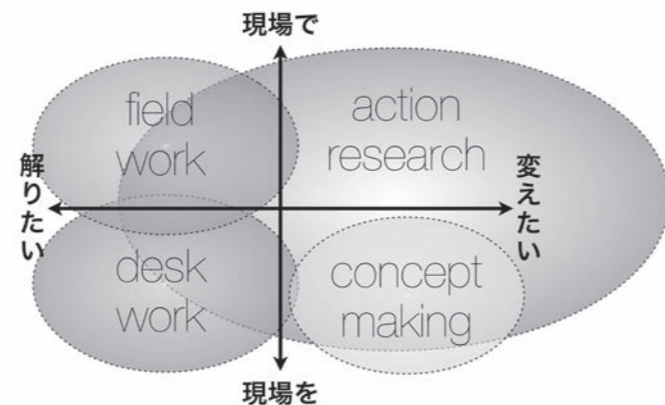 現場で
field
work
action
research
解りたい
変えたい
desk
work
concept
making
現場を